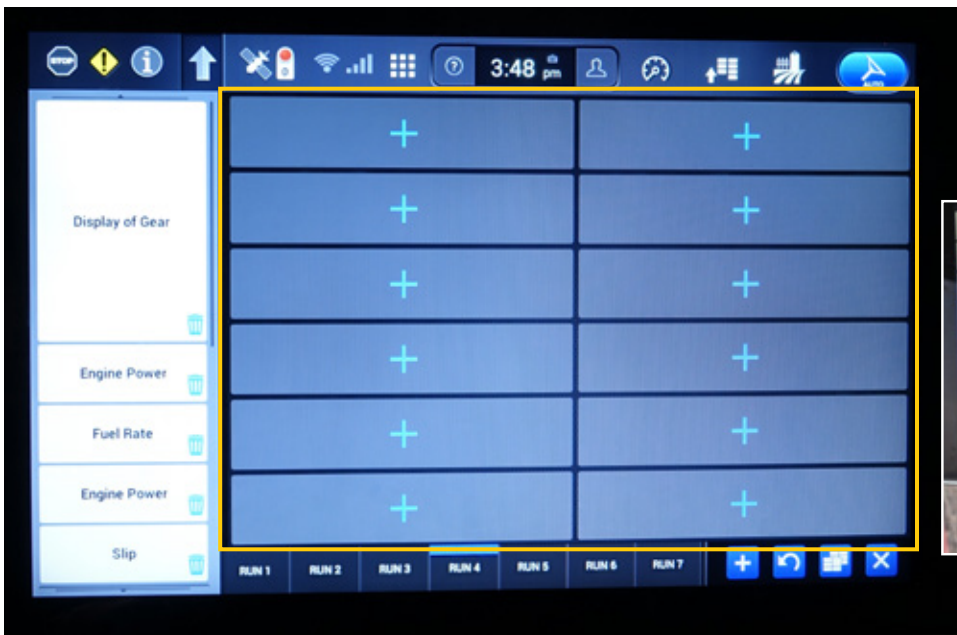 STOP
3:48 pm
AUTO
Display of Gear
Engine Power
Fuel Rate
Engine Power
Slip
RUN 1 RUN 2 RUN 3 RUN 4 RUN 5 RUN 6 RUN 7